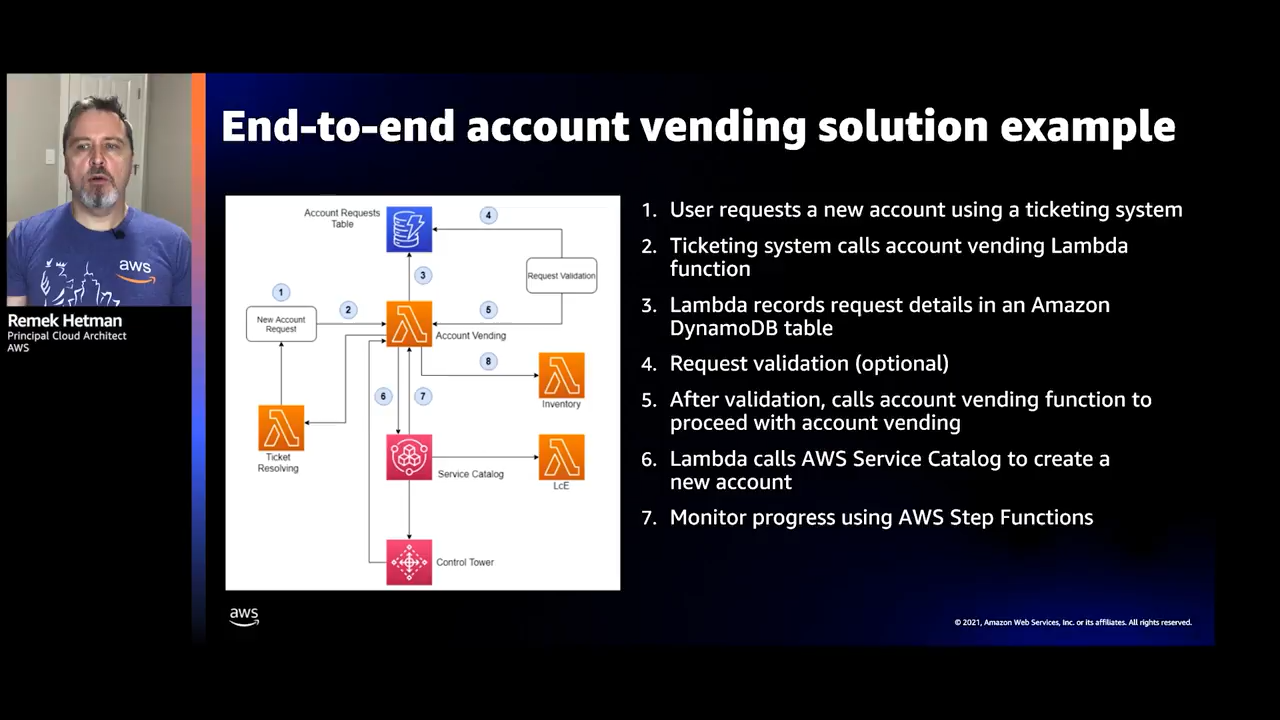 End-to-end account vending solution example
aws
Remek Hetman
Principal Cloud Architect
AWS
Account Requests
Table
4
Request Validation
3
1
New Account
Request
2
5
Account Vending
8
6
7
Inventory
Ticket
Resolving
Service Catalog
LcE
Control Tower
1. User requests a new account using a ticketing system
2. Ticketing system calls account vending Lambda
function
3. Lambda records request details in an Amazon
DynamoDB table
4. Request validation (optional)
5. After validation, calls account vending function to
proceed with account vending
6. Lambda calls AWS Service Catalog to create a
new account
7. Monitor progress using AWS Step Functions
aws
© 2021, Amazon Web Services, Inc. or its affiliates. All rights reserved.